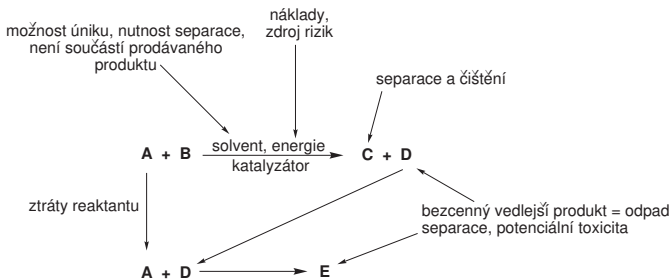 možnost úniku, nutnost separace,
není součástí prodávaného
produktu
náklady,
zdroj rizik
separace a čištění
A + B
solvent, energie
katalyzátor
C + D
ztráty reaktantu
bezcenný vedlejší produkt = odpad
separace, potenciální toxicita
A + D
E